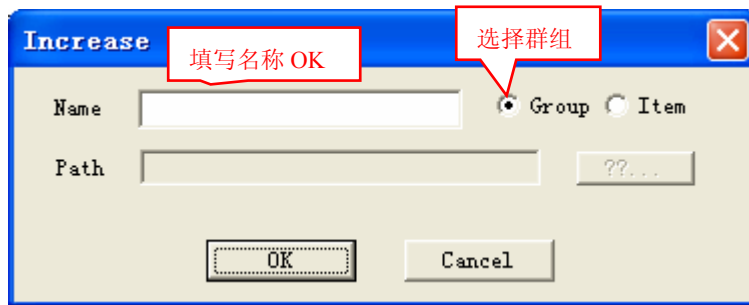 Increase
填写名称 OK
选择群组
Name
Group
Item
Path
??...
OK
Cancel